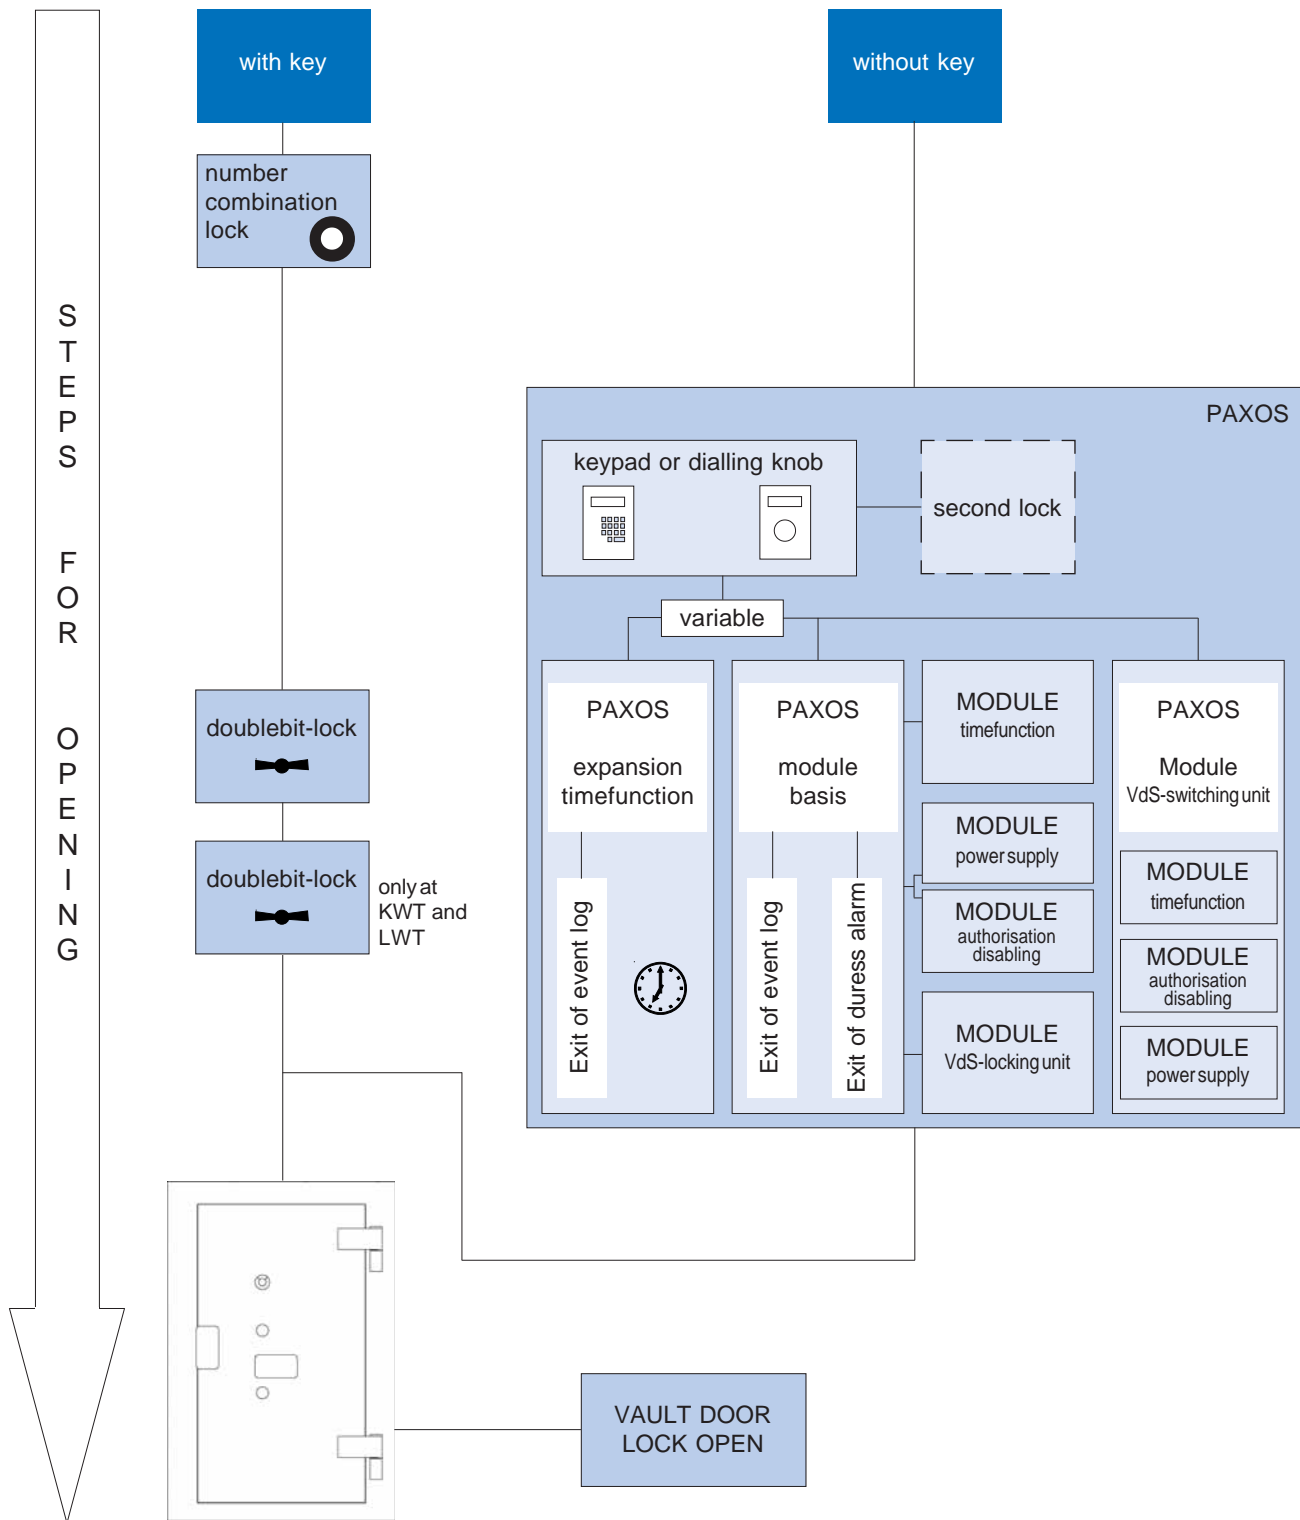 STEPS FOR OPENING
with key
number
combination
lock
doublebit-lock
doublebit-lock
only at
KWT and
LWT
without key
PAXOS
keypad or dialling knob
second lock
variable
PAXOS
expansion
timefunction
Exit of event log
PAXOS
module
basis
Exit of event log
Exit of duress alarm
MODULE
timefunction
MODULE
power supply
MODULE
authorisation
disabling
MODULE
VdS-locking unit
PAXOS
Module
VdS-switching unit
MODULE
timefunction
MODULE
authorisation
disabling
MODULE
power supply
VAULT DOOR
LOCK OPEN